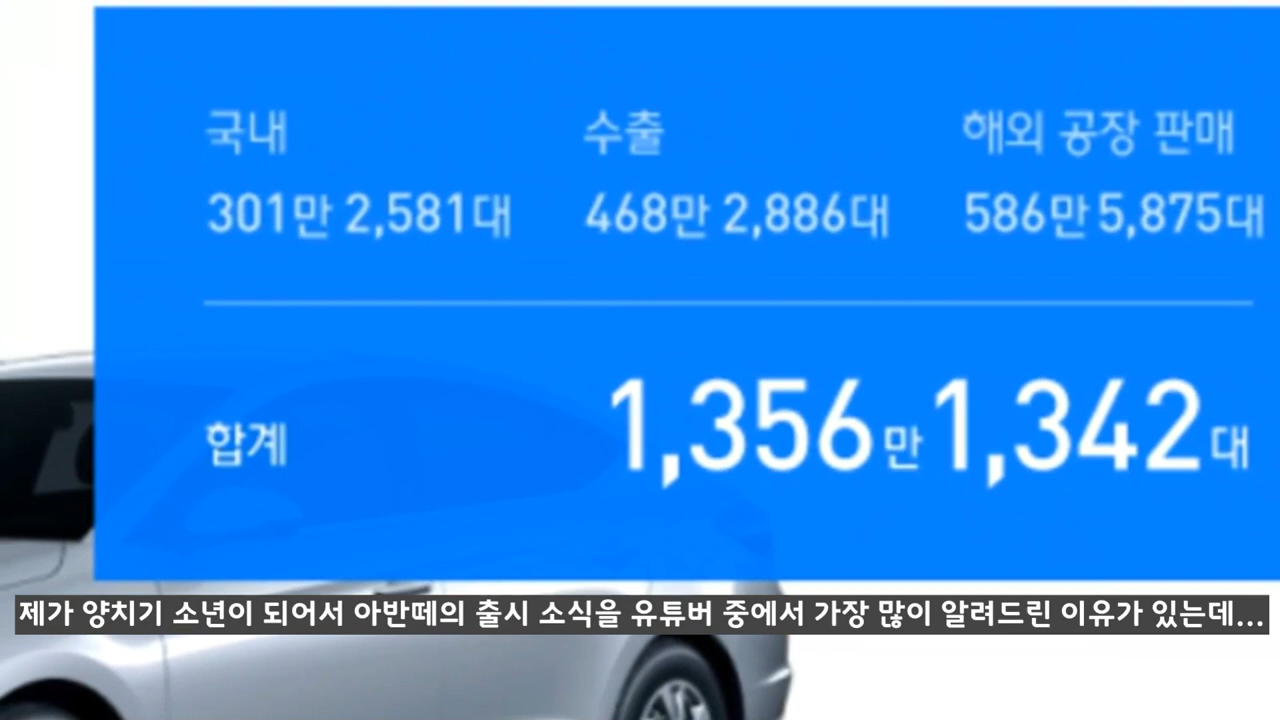 국내 수출 해외 공장 판매
301만 2,581대 468만 2,886대 586만 5,875대
합계 1,356만 1,342대
제가 양치기 소년이 되어서 아반떼의 출시 소식을 유튜버 중에서 가장 많이 알려드린 이유가 있는데...